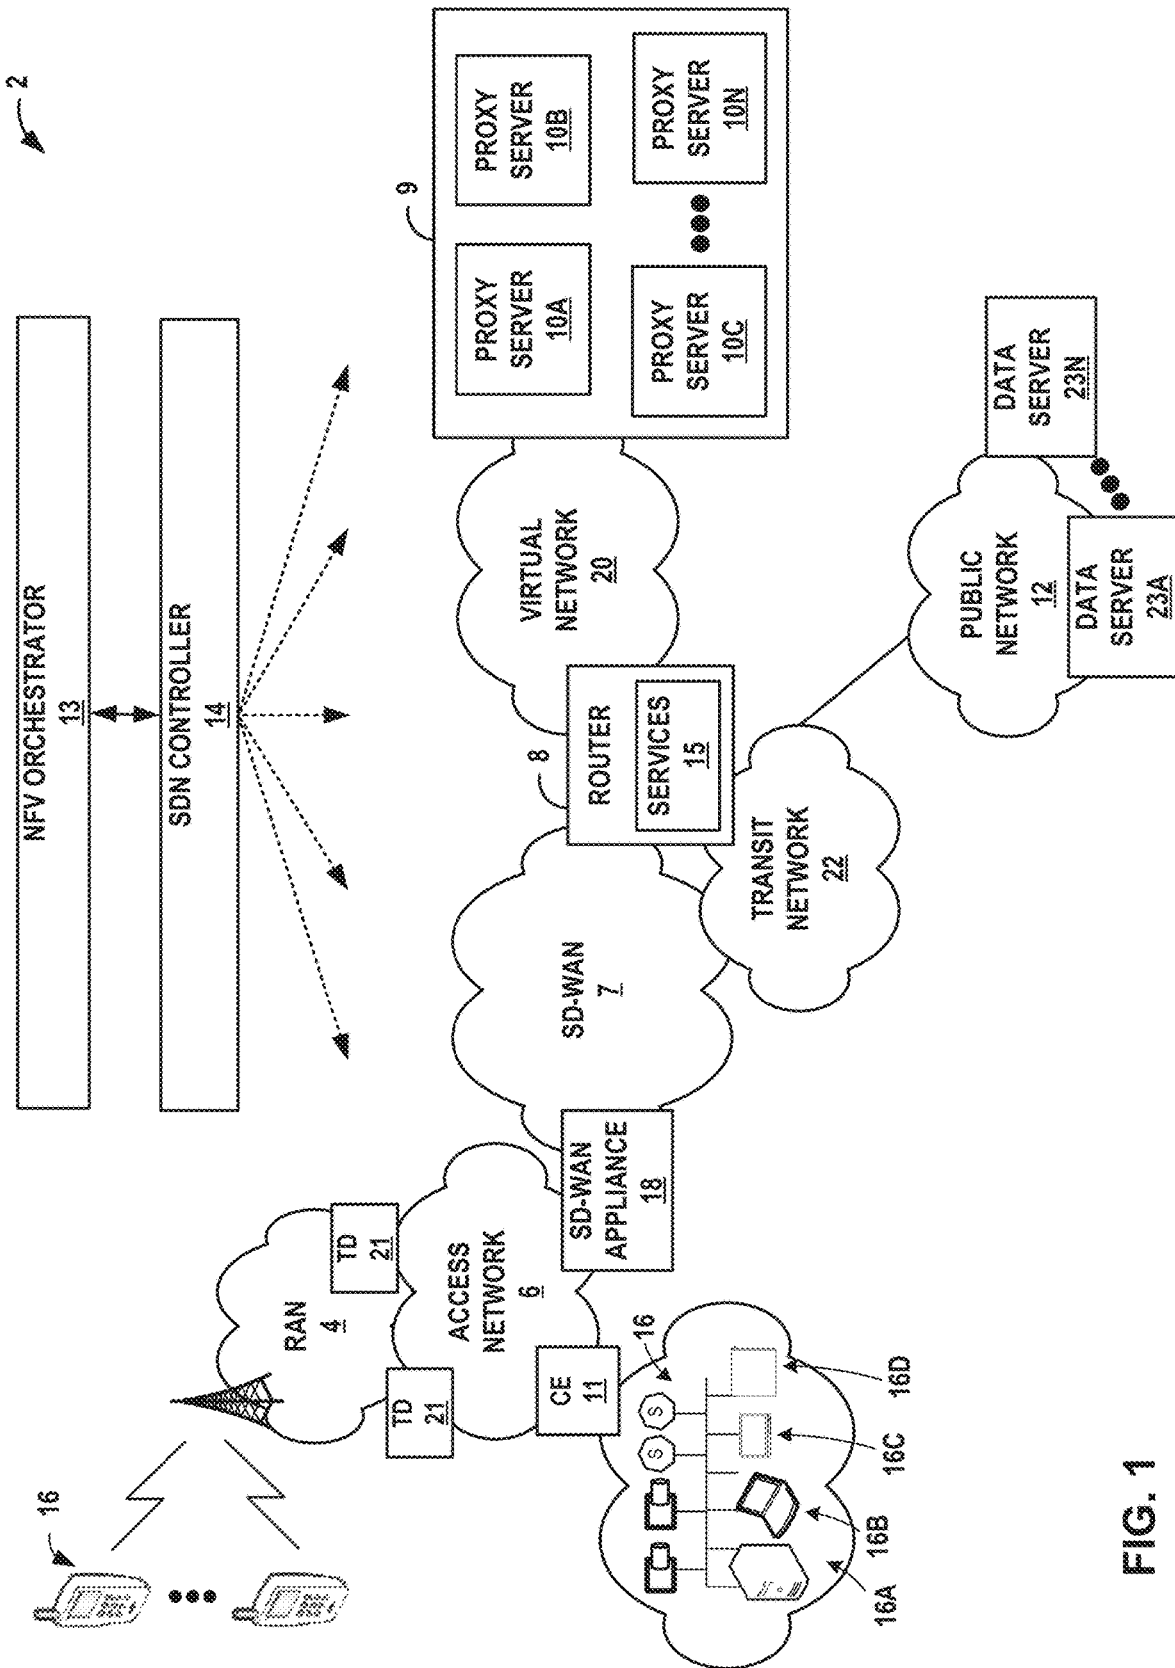 2
NFV ORCHESTRATOR
13
SDN CONTROLLER
14
16
RAN
4
TD
21
TD
21
ACCESS
NETWORK
6
CE
11
SD-WAN
APPLIANCE
18
SD-WAN
7
8
ROUTER
SERVICES
15
VIRTUAL
NETWORK
20
9
PROXY
SERVER
10A
PROXY
SERVER
10B
PROXY
SERVER
10C
PROXY
SERVER
10N
TRANSIT
NETWORK
22
PUBLIC
NETWORK
12
DATA
SERVER
23A
DATA
SERVER
23N
16
S
S
16A
16B
16C
16D
FIG. 1